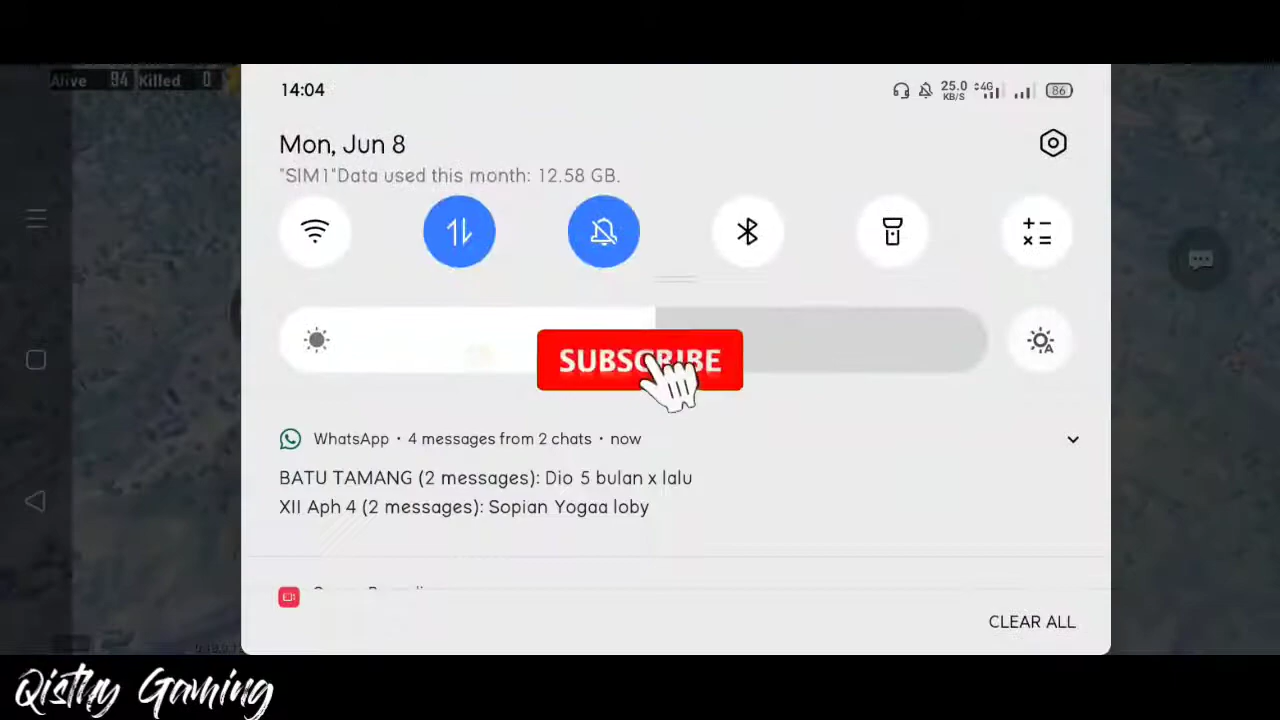 Alive 94 Killed 0
14:04
25.0 KB/S 4G 86
Mon, Jun 8
"SIM1"Data used this month: 12.58 GB.
SUBSCRIBE
WhatsApp · 4 messages from 2 chats · now
BATU TAMANG (2 messages): Dio 5 bulan x lalu
XII Aph 4 (2 messages): Sopian Yogaa loby
CLEAR ALL
Qisthy Gaming